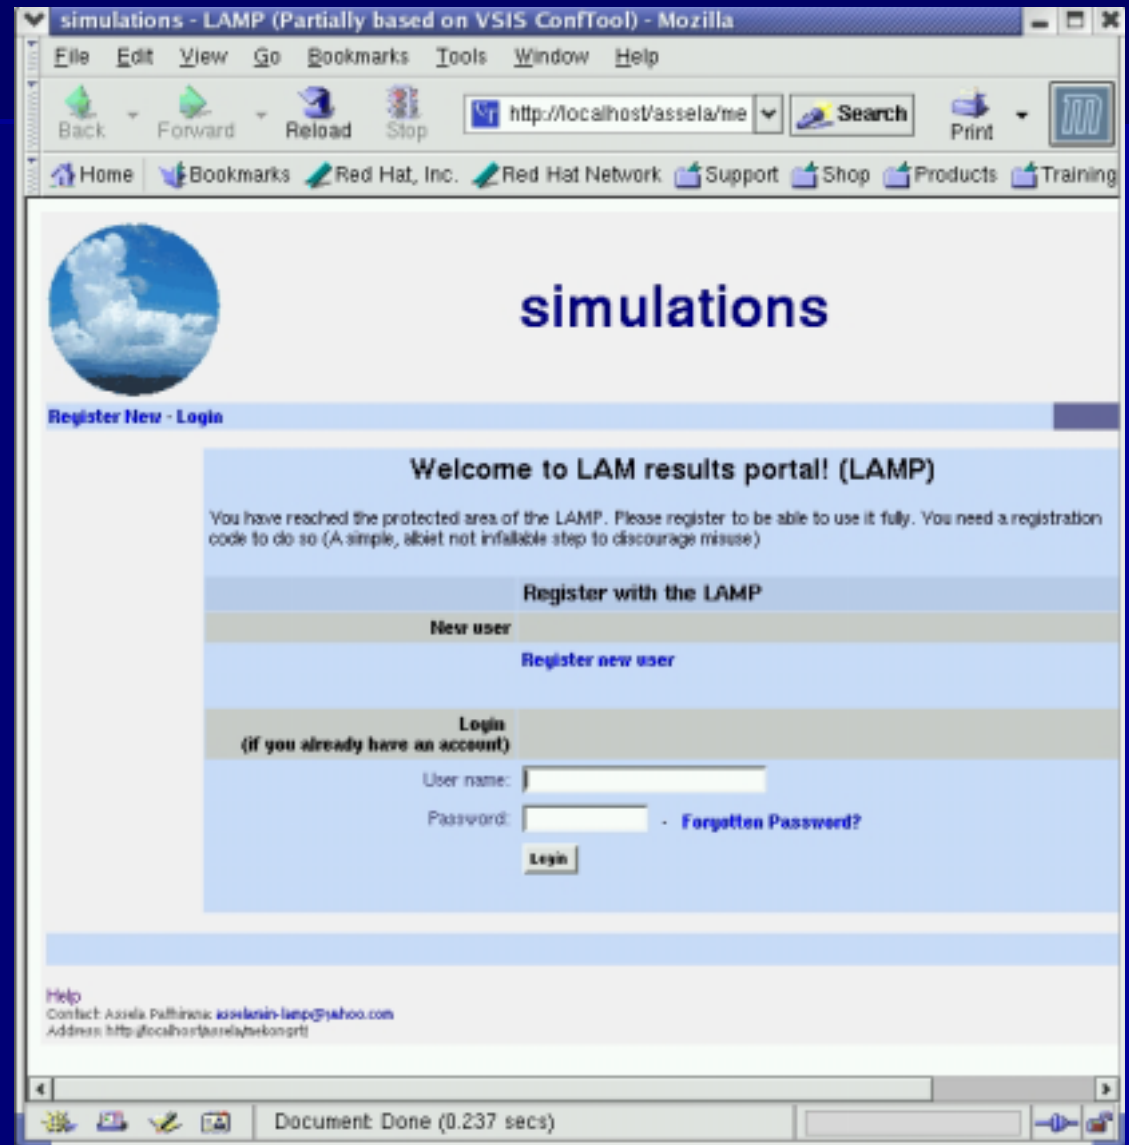 simulations - LAMP (Partially based on VSIS ConfTool) - Mozilla
File Edit View Go Bookmarks Tools Window Help
Back Forward Reload Stop http://localhost/assela/me Search Print
Home Bookmarks Red Hat, Inc. Red Hat Network Support Shop Products Training
simulations
Register New - Login
Welcome to LAM results portal! (LAMP)
You have reached the protected area of the LAMP. Please register to be able to use it fully. You need a registration
code to do so (A simple, albiet not infallable step to discourage misuse)
Register with the LAMP
New user
Register new user
Login
(if you already have an account)
User name:
Password: - Forgotten Password?
Login
Help
Contact: Assela Pathirana:
Address: 
Document: Done (0.237 secs)